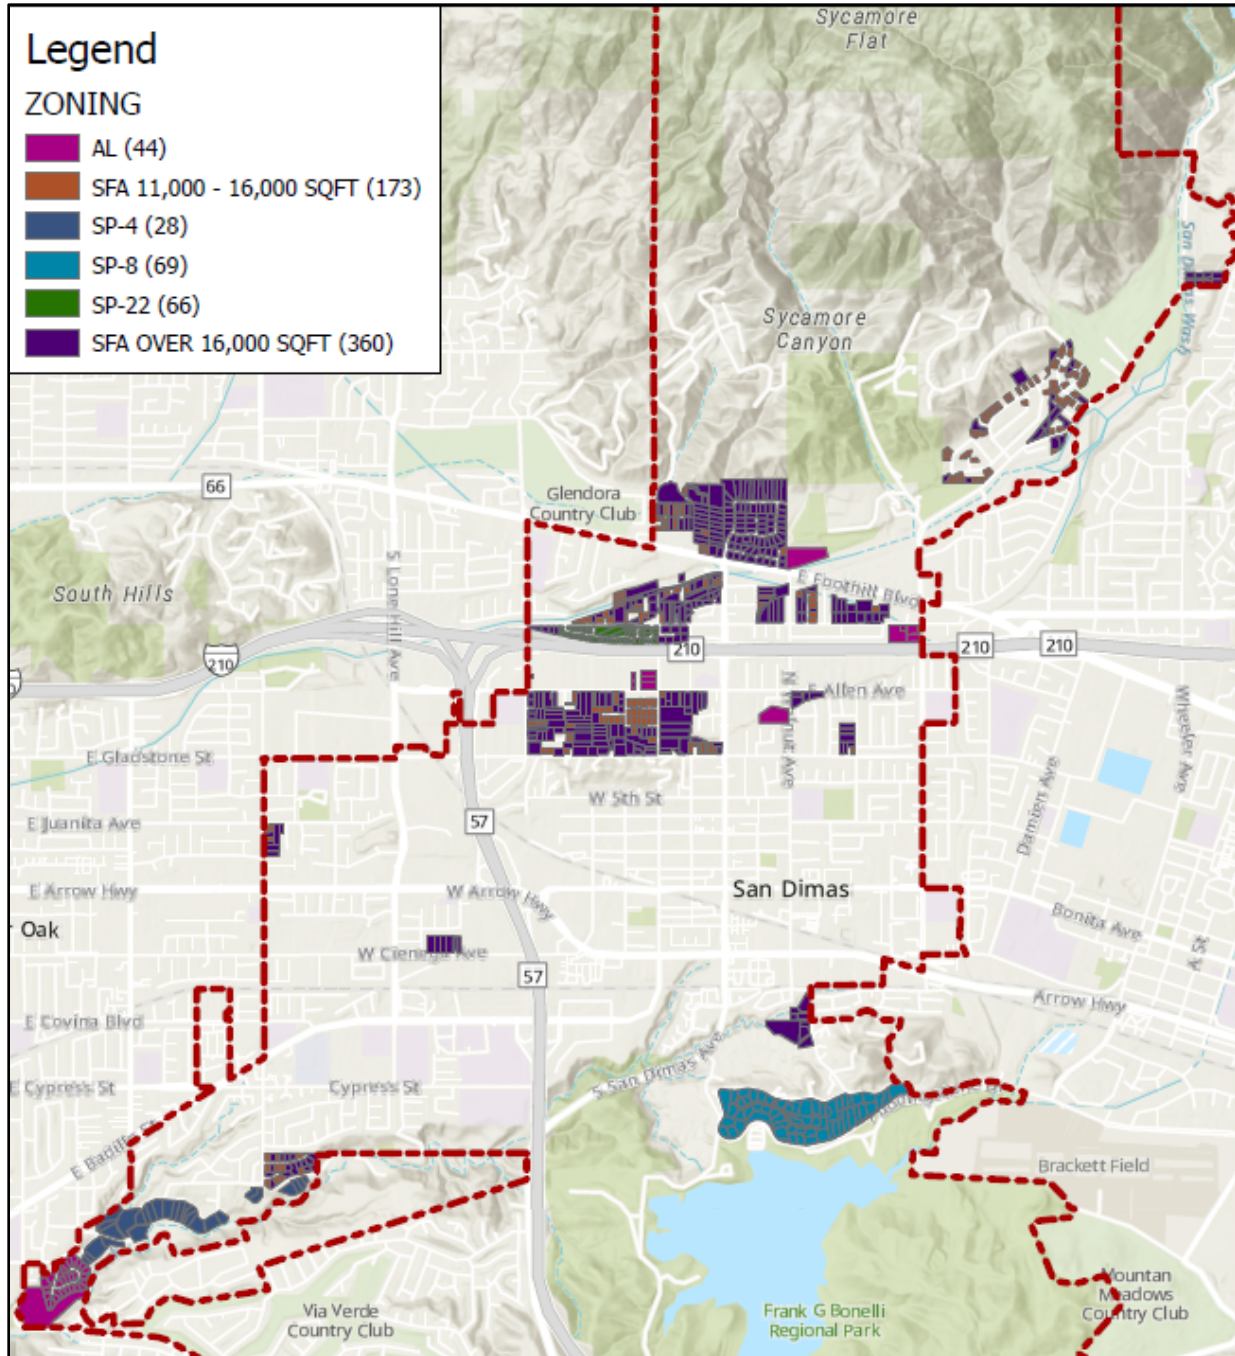 Legend
ZONING
AL (44)
SFA 11,000 - 16,000 SQFT (173)
SP-4 (28)
SP-8 (69)
SP-22 (66)
SFA OVER 16,000 SQFT (360)
Sycamore
Flat
San Dimas Wash
Sycamore
Canyon
66
Glendora
Country Club
S Lone Hill Ave
South Hills
E Foothill Blvd
210
210
210
210
E Allen Ave
N Walnut Ave
Wheeler Ave
E Gladstone St
W 5th St
Damien Ave
E Juanita Ave
57
E Arrow Hwy
W Arrow Hwy
San Dimas
Bonita Ave
Oak
W Cienega Ave
A St
57
Arrow Hwy
E Covina Blvd
E Cypress St
Cypress St
S San Dimas Ave
E Badillo St
Brackett Field
Mountan
Meadows
Country Club
Via Verde
Country Club
Frank G Bonelli
Regional Park